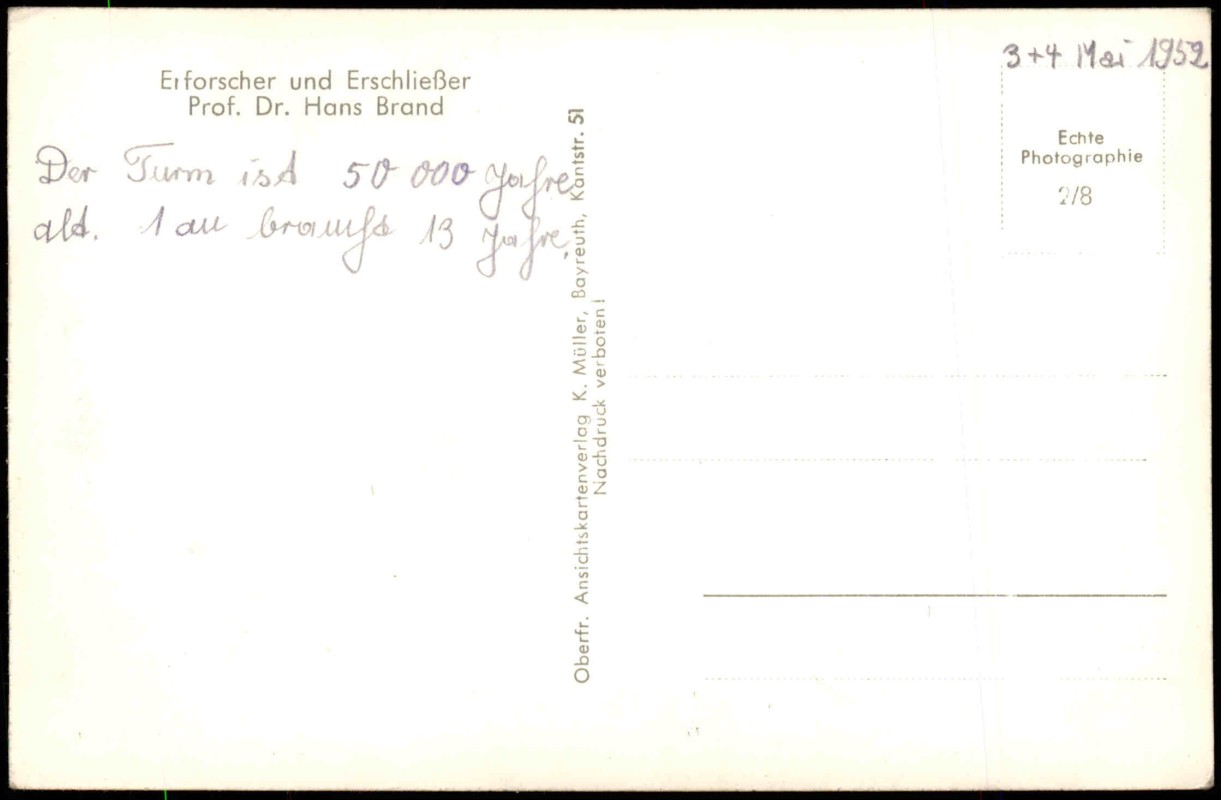 Erforscher und Erschließer
Prof. Dr. Hans Brand
Der Turm ist 50 000 Jahre
alt. 1 braucht 13 Jahre.
Oberfr. Ansichtskartenverlag K. Müller, Bayreuth, Kantstr. 51
Nachdruck verboten!
3+4 Mai 1952
Echte
Photographie
2/8